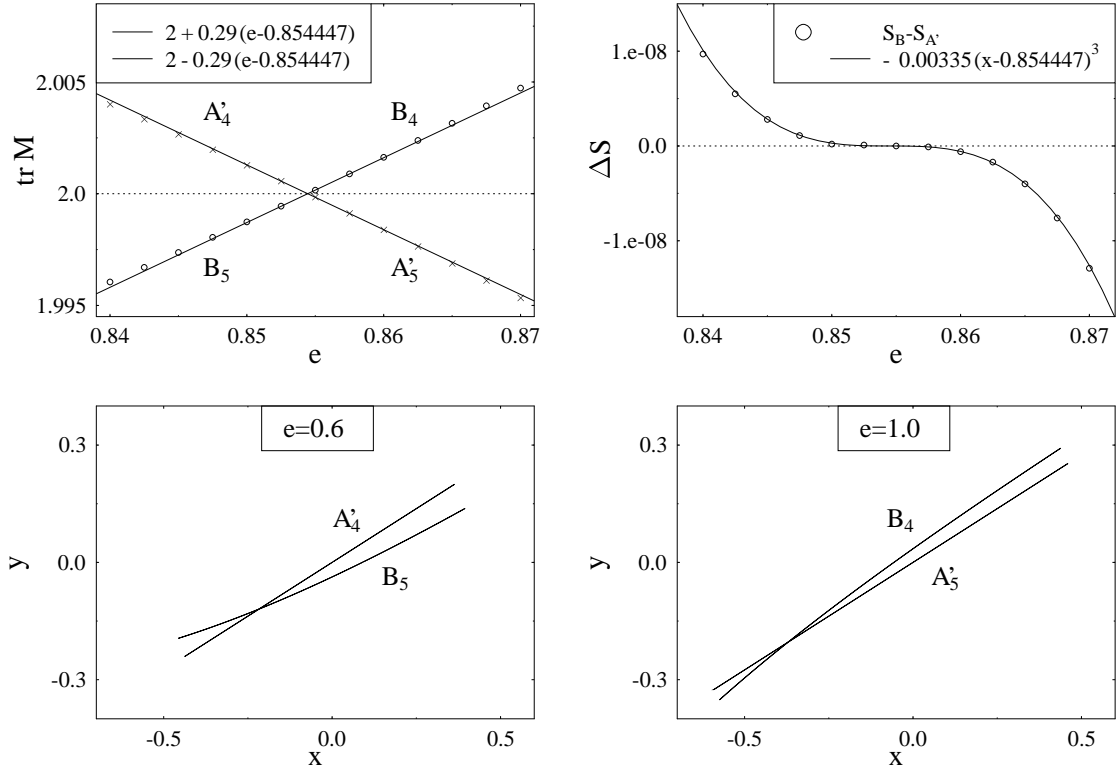 2 + 0.29 (e-0.854447)
2 - 0.29 (e-0.854447)
2.005
2.0
1.995
tr M
A'₄
B₄
B₅
A'₅
0.84
0.85
0.86
0.87
e
S_B-S_A'
- 0.00335 (x-0.854447)³
1.e-08
0.0
-1.e-08
ΔS
0.84
0.85
0.86
0.87
e
e=0.6
0.3
0.0
-0.3
y
A'₄
B₅
-0.5
0.0
0.5
x
e=1.0
0.3
0.0
-0.3
y
B₄
A'₅
-0.5
0.0
0.5
x